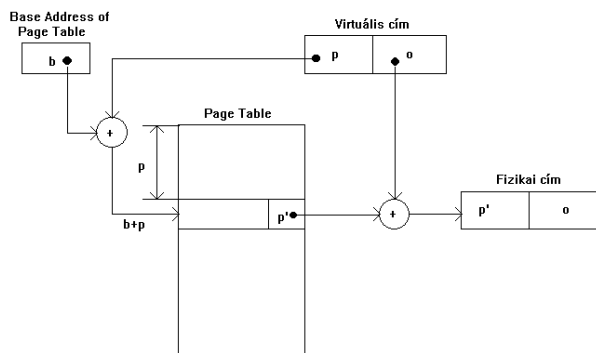 Base Address of
Page Table
b
Virtuális cím
p
o
+
Page Table
p
b+p
p'
+
Fizikai cím
p'
o